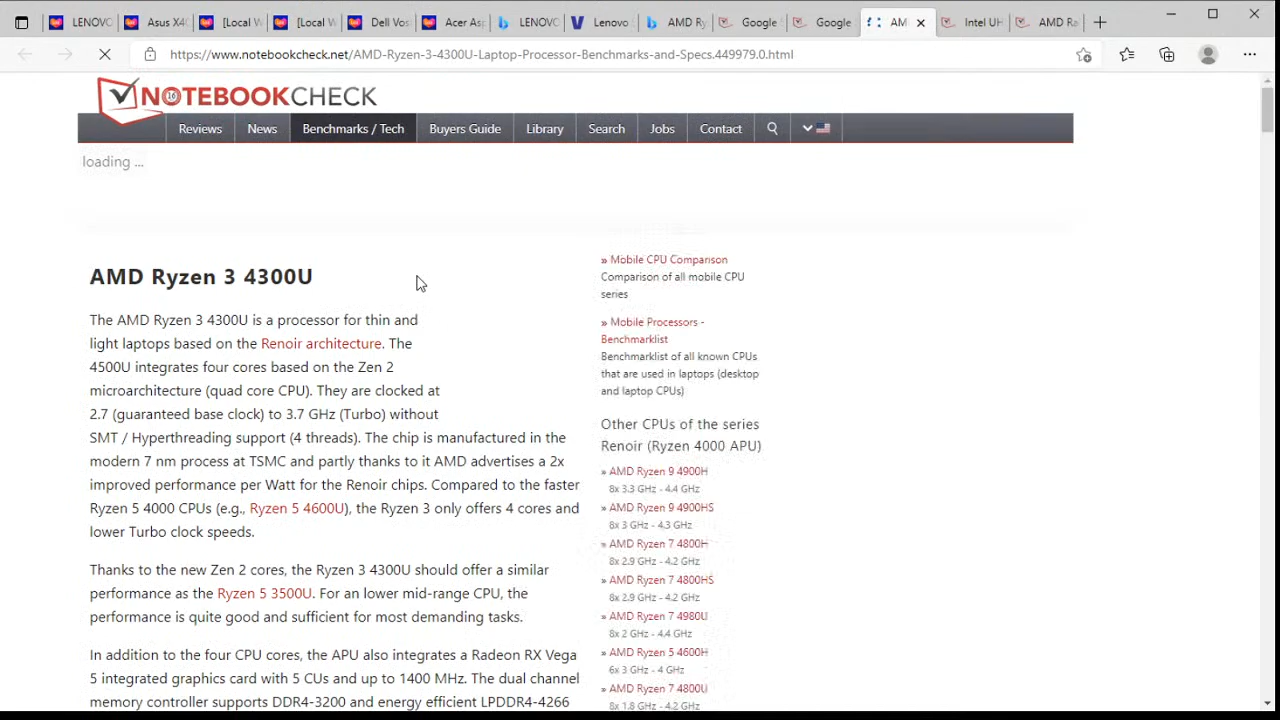 LENOVO
Asus X4
[Local W
[Local W
Dell Vos
Acer Asp
LENOVO
Lenovo
AMD Ry
Google
Google
AM
Intel UH
AMD Ra
https://www.notebookcheck.net/AMD-Ryzen-3-4300U-Laptop-Processor-Benchmarks-and-Specs.449979.0.html
16 NOTEBOOKCHECK
Reviews News Benchmarks / Tech Buyers Guide Library Search Jobs Contact
loading ...
AMD Ryzen 3 4300U
The AMD Ryzen 3 4300U is a processor for thin and
light laptops based on the Renoir architecture. The
4500U integrates four cores based on the Zen 2
microarchitecture (quad core CPU). They are clocked at
2.7 (guaranteed base clock) to 3.7 GHz (Turbo) without
SMT / Hyperthreading support (4 threads). The chip is manufactured in the
modern 7 nm process at TSMC and partly thanks to it AMD advertises a 2x
improved performance per Watt for the Renoir chips. Compared to the faster
Ryzen 5 4000 CPUs (e.g., Ryzen 5 4600U), the Ryzen 3 only offers 4 cores and
lower Turbo clock speeds.
Thanks to the new Zen 2 cores, the Ryzen 3 4300U should offer a similar
performance as the Ryzen 5 3500U. For an lower mid-range CPU, the
performance is quite good and sufficient for most demanding tasks.
In addition to the four CPU cores, the APU also integrates a Radeon RX Vega
5 integrated graphics card with 5 CUs and up to 1400 MHz. The dual channel
memory controller supports DDR4-3200 and energy efficient LPDDR4-4266
» Mobile CPU Comparison
Comparison of all mobile CPU
series
» Mobile Processors -
Benchmarklist
Benchmarklist of all known CPUs
that are used in laptops (desktop
and laptop CPUs)
Other CPUs of the series
Renoir (Ryzen 4000 APU)
» AMD Ryzen 9 4900H
8x 3.3 GHz - 4.4 GHz
» AMD Ryzen 9 4900HS
8x 3 GHz - 4.3 GHz
» AMD Ryzen 7 4800H
8x 2.9 GHz - 4.2 GHz
» AMD Ryzen 7 4800HS
8x 2.9 GHz - 4.2 GHz
» AMD Ryzen 7 4980U
8x 2 GHz - 4.4 GHz
» AMD Ryzen 5 4600H
6x 3 GHz - 4 GHz
» AMD Ryzen 7 4800U
8x 1.8 GHz - 4.2 GHz